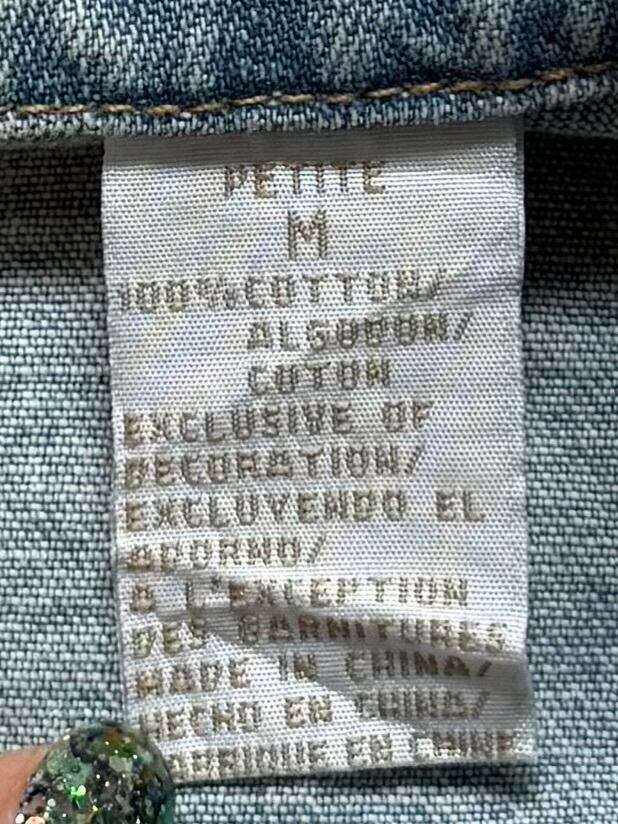 PETITE
M
100% COTTON/
ALGODON/
COTON
EXCLUSIVE OF
DECORATION/
EXCLUYENDO EL
ADORNO/
A L'EXCEPTION
DES GARNITURES
MADE IN CHINA/
HECHO EN CHINA/
FABRIQUE EN CHINE